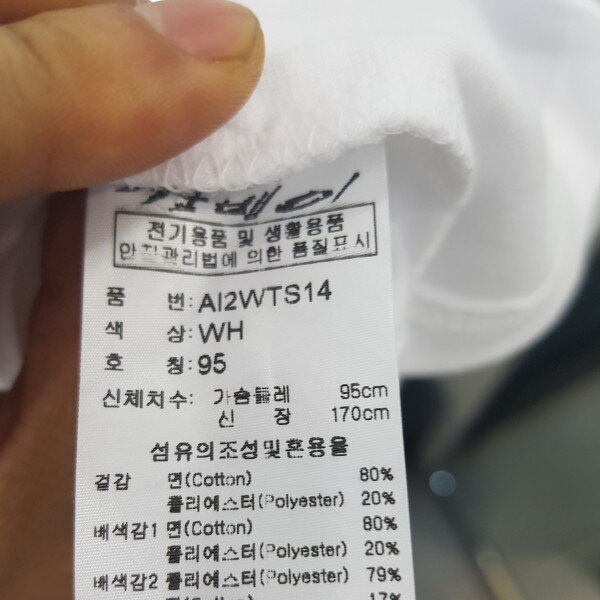 전기용품 및 생활용품
안전관리법에 의한 품질표시
품 번: AI2WTS14
색 상: WH
호 칭: 95
신체치수: 가슴둘레 95cm
신 장 170cm
섬유의조성및혼용율
겉감 면(Cotton) 80%
폴리에스터(Polyester) 20%
배색감1 면(Cotton) 80%
폴리에스터(Polyester) 20%
배색감2 폴리에스터(Polyester) 79%
17%